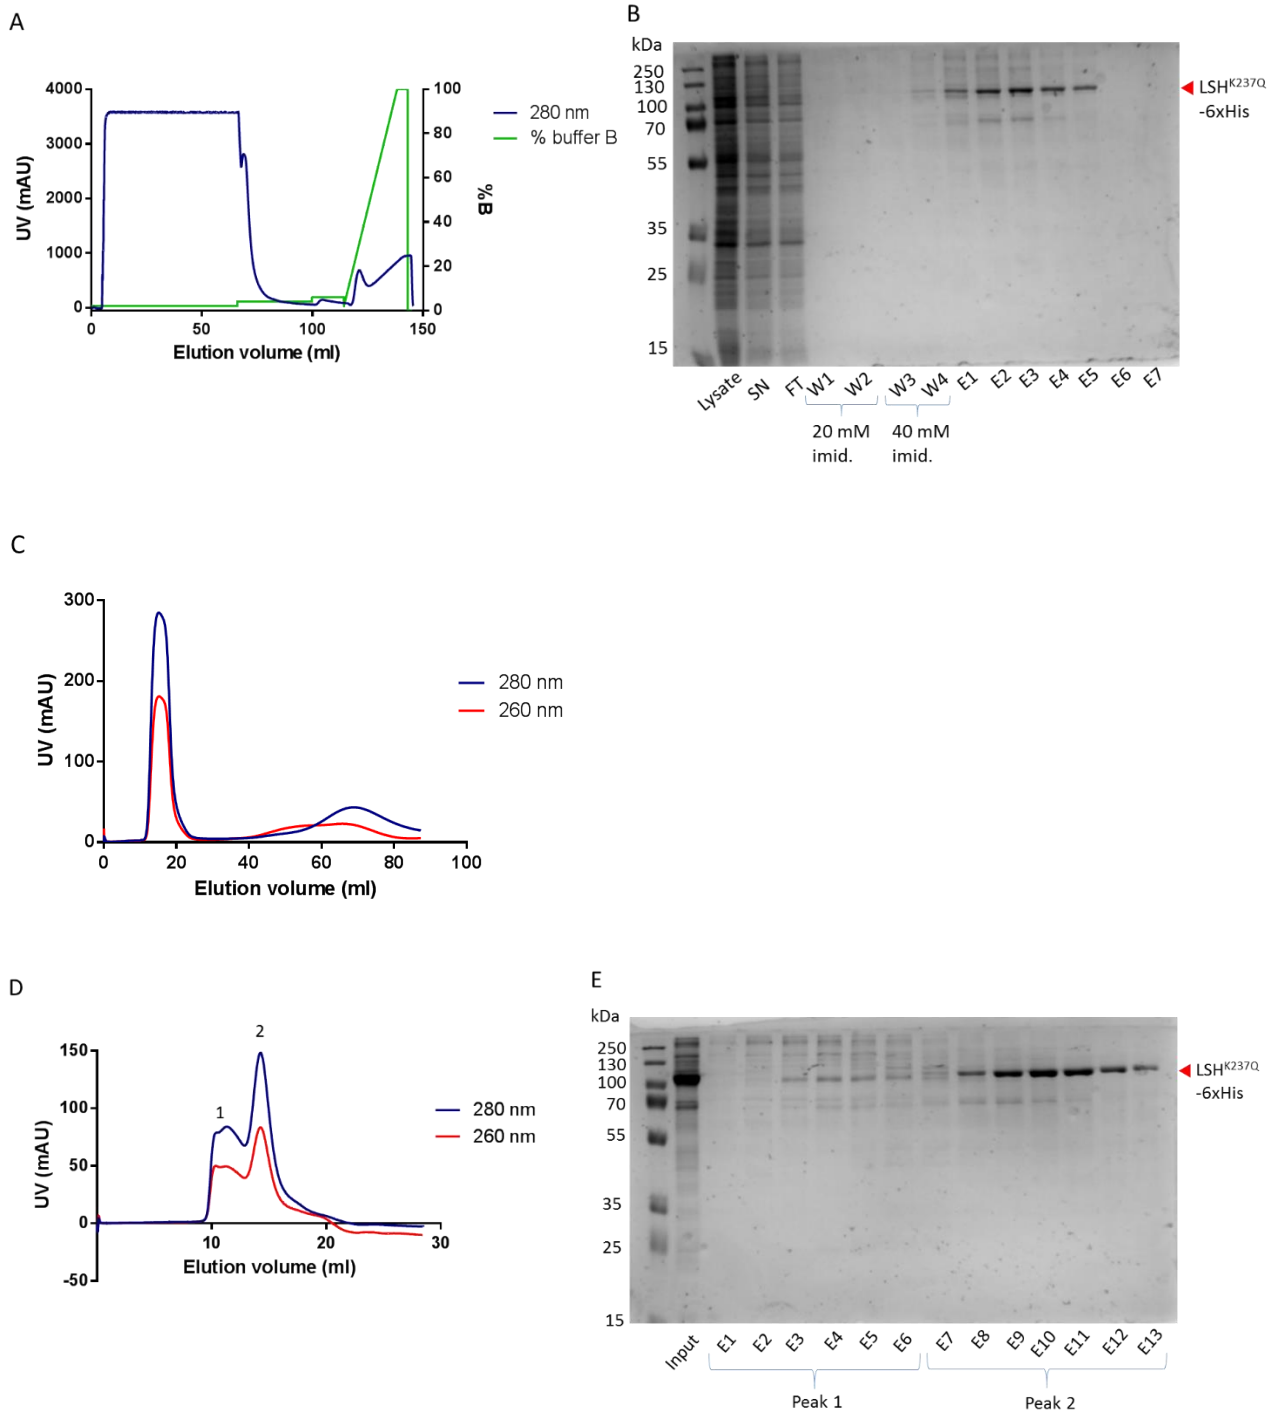 A
4000
3000
2000
1000
0
UV (mAU)
0
50
100
150
Elution volume (ml)
100
80
60
40
20
0
%B
280 nm
% buffer B
B
kDa
250
130
100
70
55
35
25
15
LSH^K237Q
-6xHis
Lysate
SN
FT
W1
W2
W3
W4
E1
E2
E3
E4
E5
E6
E7
20 mM
imid.
40 mM
imid.
C
300
200
100
0
UV (mAU)
0
20
40
60
80
100
Elution volume (ml)
280 nm
260 nm
D
1
2
150
100
50
0
-50
UV (mAU)
10
20
30
Elution volume (ml)
280 nm
260 nm
E
kDa
250
130
100
70
55
35
25
15
LSH^K237Q
-6xHis
Input
E1
E2
E3
E4
E5
E6
E7
E8
E9
E10
E11
E12
E13
Peak 1
Peak 2